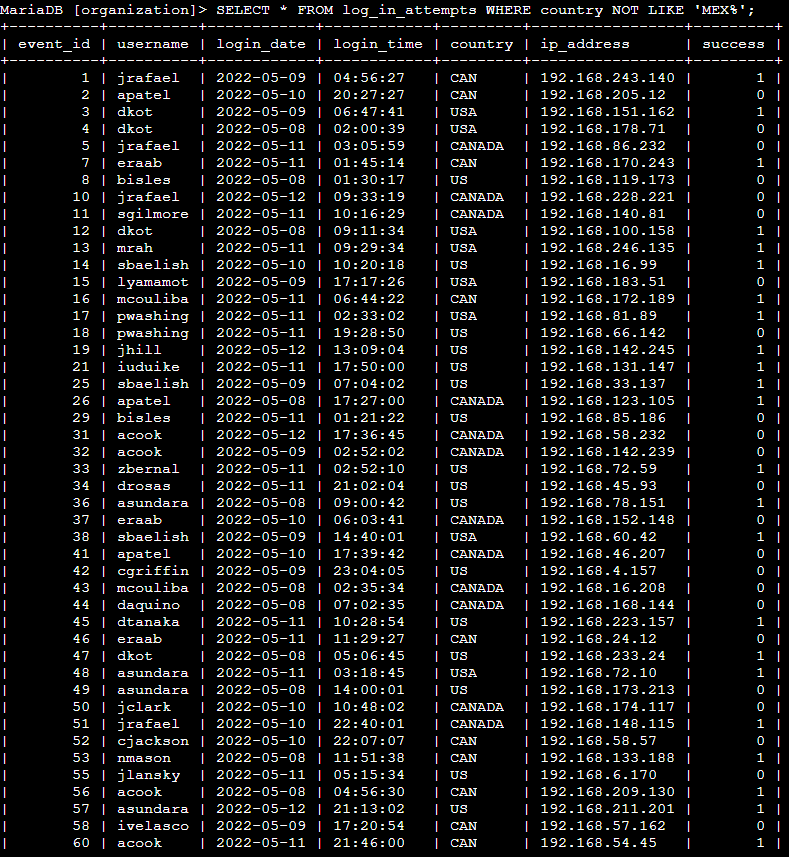 MariaDB [organization]> SELECT * FROM log_in_attempts WHERE country NOT LIKE 'MEX%';
+----------+----------+------------+------------+---------+-----------------+---------+
| event_id | username | login_date | login_time | country | ip_address      | success |
+----------+----------+------------+------------+---------+-----------------+---------+
|        1 | jrafael  | 2022-05-09 | 04:56:27   | CAN     | 192.168.243.140 |       1 |
|        2 | apatel   | 2022-05-10 | 20:27:27   | CAN     | 192.168.205.12  |       0 |
|        3 | dkot     | 2022-05-09 | 06:47:41   | USA     | 192.168.151.162 |       1 |
|        4 | dkot     | 2022-05-08 | 02:00:39   | USA     | 192.168.178.71  |       0 |
|        5 | jrafael  | 2022-05-11 | 03:05:59   | CANADA  | 192.168.86.232  |       0 |
|        7 | eraab    | 2022-05-11 | 01:45:14   | CAN     | 192.168.170.243 |       1 |
|        8 | bisles   | 2022-05-08 | 01:30:17   | US      | 192.168.119.173 |       0 |
|       10 | jrafael  | 2022-05-12 | 09:33:19   | CANADA  | 192.168.228.221 |       0 |
|       11 | sgilmore | 2022-05-11 | 10:16:29   | CANADA  | 192.168.140.81  |       0 |
|       12 | dkot     | 2022-05-08 | 09:11:34   | USA     | 192.168.100.158 |       1 |
|       13 | mrah     | 2022-05-11 | 09:29:34   | USA     | 192.168.246.135 |       1 |
|       14 | sbaelish | 2022-05-10 | 10:20:18   | US      | 192.168.16.99   |       1 |
|       15 | lyamamot | 2022-05-09 | 17:17:26   | USA     | 192.168.183.51  |       0 |
|       16 | mcouliba | 2022-05-11 | 06:44:22   | CAN     | 192.168.172.189 |       1 |
|       17 | pwashing | 2022-05-11 | 02:33:02   | USA     | 192.168.81.89   |       1 |
|       18 | pwashing | 2022-05-11 | 19:28:50   | US      | 192.168.66.142  |       0 |
|       19 | jhill    | 2022-05-12 | 13:09:04   | US      | 192.168.142.245 |       1 |
|       21 | iuduike  | 2022-05-11 | 17:50:00   | US      | 192.168.131.147 |       1 |
|       25 | sbaelish | 2022-05-09 | 07:04:02   | US      | 192.168.33.137  |       1 |
|       26 | apatel   | 2022-05-08 | 17:27:00   | CANADA  | 192.168.123.105 |       1 |
|       29 | bisles   | 2022-05-11 | 01:21:22   | US      | 192.168.85.186  |       0 |
|       31 | acook    | 2022-05-12 | 17:36:45   | CANADA  | 192.168.58.232  |       0 |
|       32 | acook    | 2022-05-09 | 02:52:02   | CANADA  | 192.168.142.239 |       0 |
|       33 | zbernal  | 2022-05-11 | 02:52:10   | US      | 192.168.72.59   |       1 |
|       34 | drosas   | 2022-05-11 | 21:02:04   | US      | 192.168.45.93   |       0 |
|       36 | asundara | 2022-05-08 | 09:00:42   | US      | 192.168.78.151  |       1 |
|       37 | eraab    | 2022-05-10 | 06:03:41   | CANADA  | 192.168.152.148 |       0 |
|       38 | sbaelish | 2022-05-09 | 14:40:01   | USA     | 192.168.60.42   |       1 |
|       41 | apatel   | 2022-05-10 | 17:39:42   | CANADA  | 192.168.46.207  |       0 |
|       42 | cgriffin | 2022-05-09 | 23:04:05   | US      | 192.168.4.157   |       0 |
|       43 | mcouliba | 2022-05-08 | 02:35:34   | CANADA  | 192.168.16.208  |       0 |
|       44 | daquino  | 2022-05-08 | 07:02:35   | CANADA  | 192.168.168.144 |       0 |
|       45 | dtanaka  | 2022-05-11 | 10:28:54   | US      | 192.168.223.157 |       1 |
|       46 | eraab    | 2022-05-11 | 11:29:27   | CAN     | 192.168.24.12   |       0 |
|       47 | dkot     | 2022-05-08 | 05:06:45   | US      | 192.168.233.24  |       1 |
|       48 | asundara | 2022-05-11 | 03:18:45   | USA     | 192.168.72.10   |       1 |
|       49 | asundara | 2022-05-08 | 14:00:01   | US      | 192.168.173.213 |       0 |
|       50 | jclark   | 2022-05-10 | 10:48:02   | CANADA  | 192.168.174.117 |       0 |
|       51 | jrafael  | 2022-05-10 | 22:40:01   | CANADA  | 192.168.148.115 |       1 |
|       52 | cjackson | 2022-05-10 | 22:07:07   | CAN     | 192.168.58.57   |       0 |
|       53 | nmason   | 2022-05-08 | 11:51:38   | CAN     | 192.168.133.188 |       1 |
|       55 | jlansky  | 2022-05-11 | 05:15:34   | US      | 192.168.6.170   |       0 |
|       56 | acook    | 2022-05-08 | 04:56:30   | CAN     | 192.168.209.130 |       1 |
|       57 | asundara | 2022-05-12 | 21:13:02   | US      | 192.168.211.201 |       1 |
|       58 | ivelasco | 2022-05-09 | 17:20:54   | CAN     | 192.168.57.162  |       0 |
|       60 | acook    | 2022-05-11 | 21:46:00   | CAN     | 192.168.54.45   |       1 |